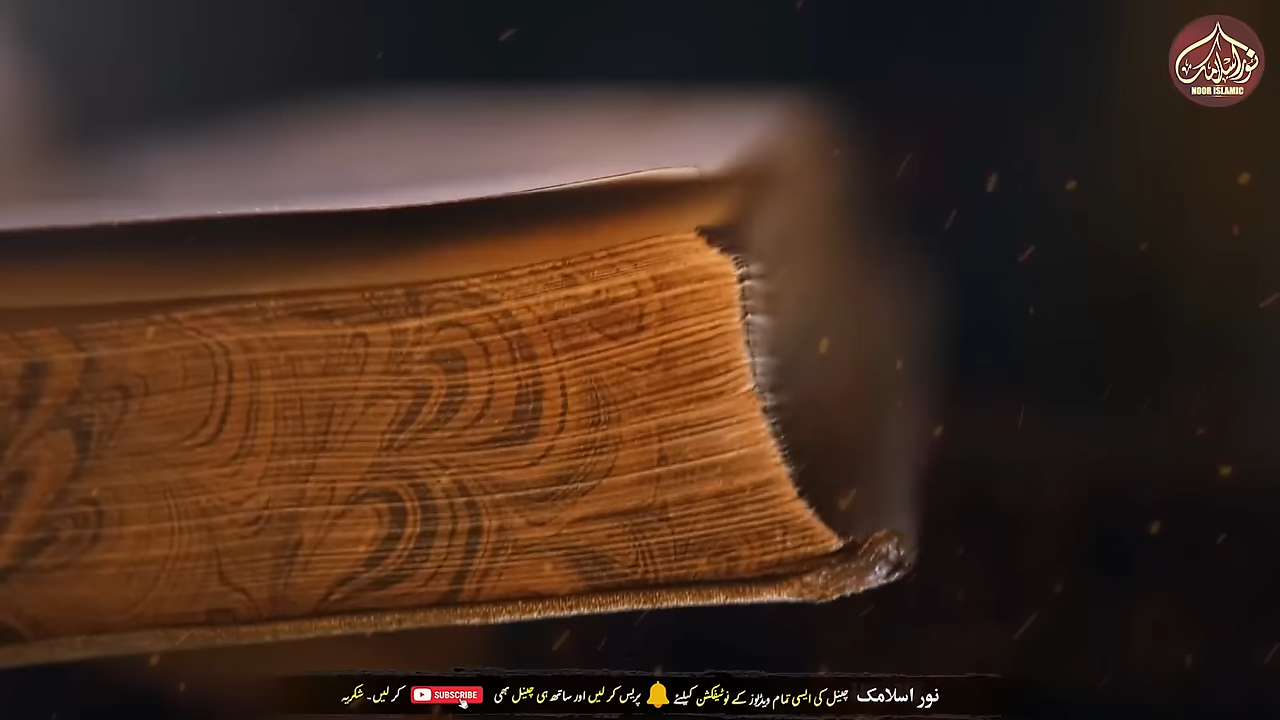 نور اسلامک
NOOR ISLAMIC
نور اسلامک چینل کی ایسی تمام ویڈیوز کے نوٹیفکشن کیلئے پریس کر لیں اور ساتھ ہی چینل بھی SUBSCRIBE کر لیں۔ شکریہ